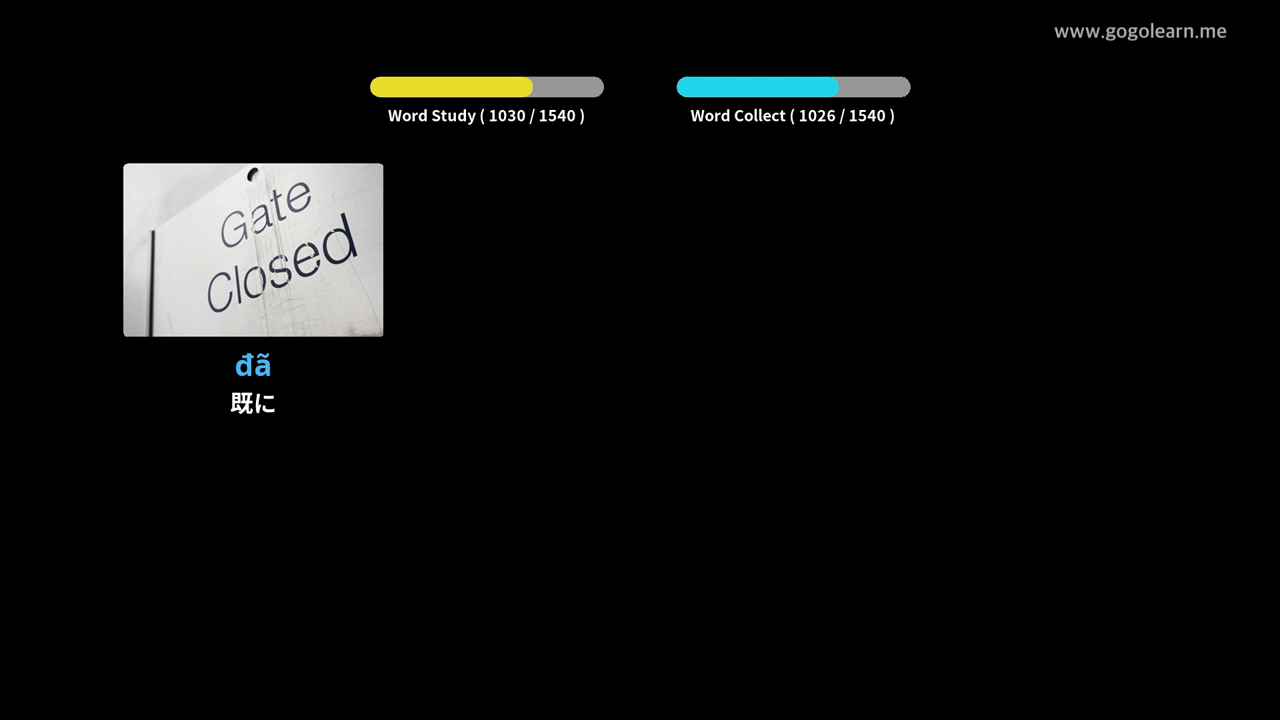 www.gogolearn.me
Word Study ( 1030 / 1540 )
Word Collect ( 1026 / 1540 )
Gate
Closed
đã
既に